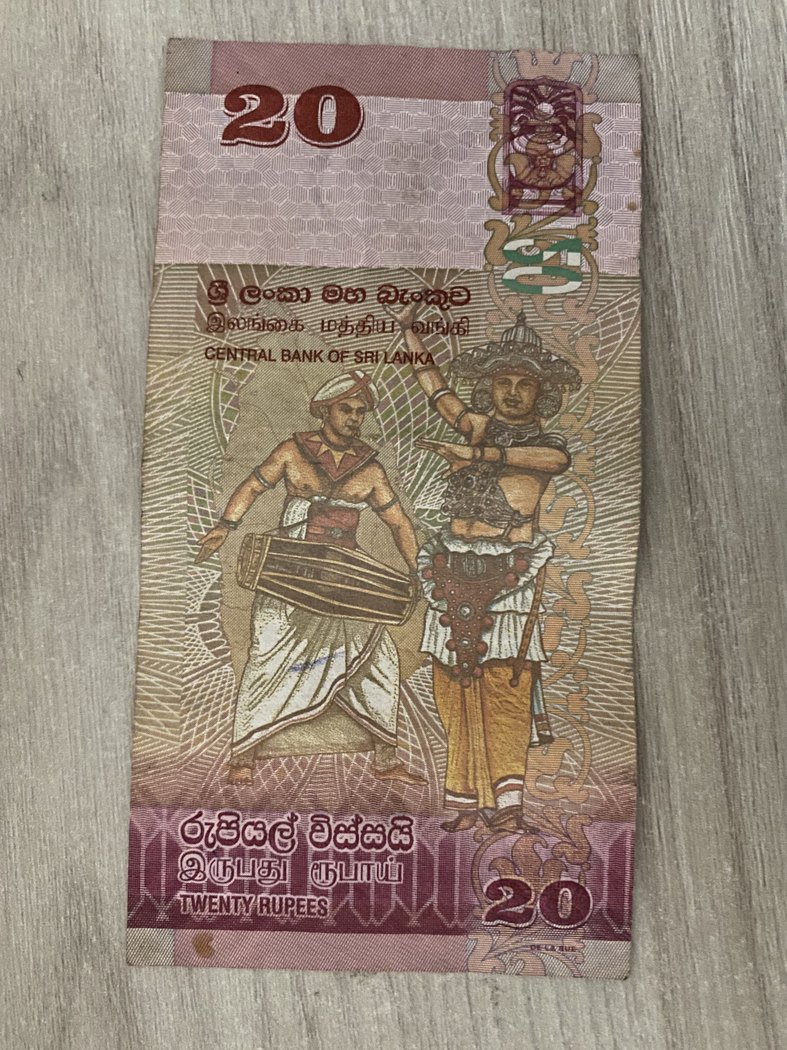 20
20
ශ්‍රී ලංකා මහ බැංකුව
இலங்கை மத்திய வங்கி
CENTRAL BANK OF SRI LANKA
රුපියල් විස්සයි
இருபது ரூபாய்
TWENTY RUPEES
20
DE LA RUE